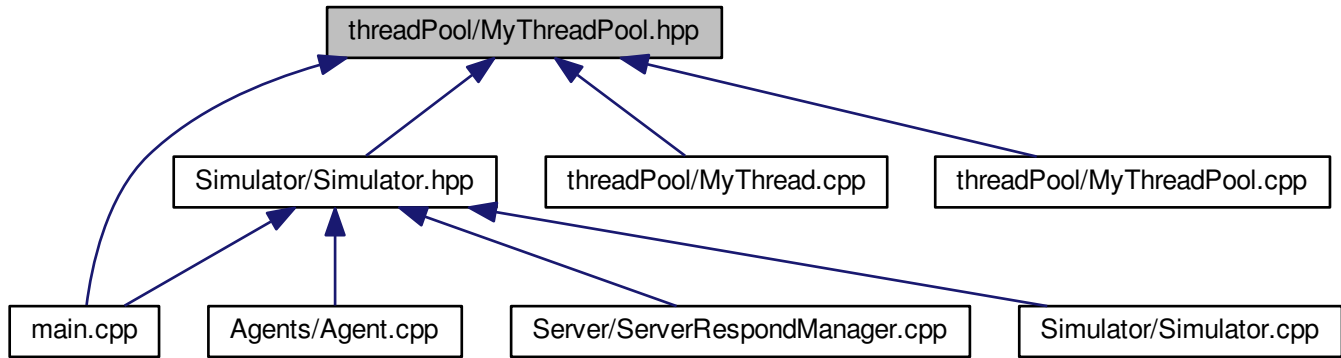 threadPool/MyThreadPool.hpp
Simulator/Simulator.hpp
threadPool/MyThread.cpp
threadPool/MyThreadPool.cpp
main.cpp
Agents/Agent.cpp
Server/ServerRespondManager.cpp
Simulator/Simulator.cpp